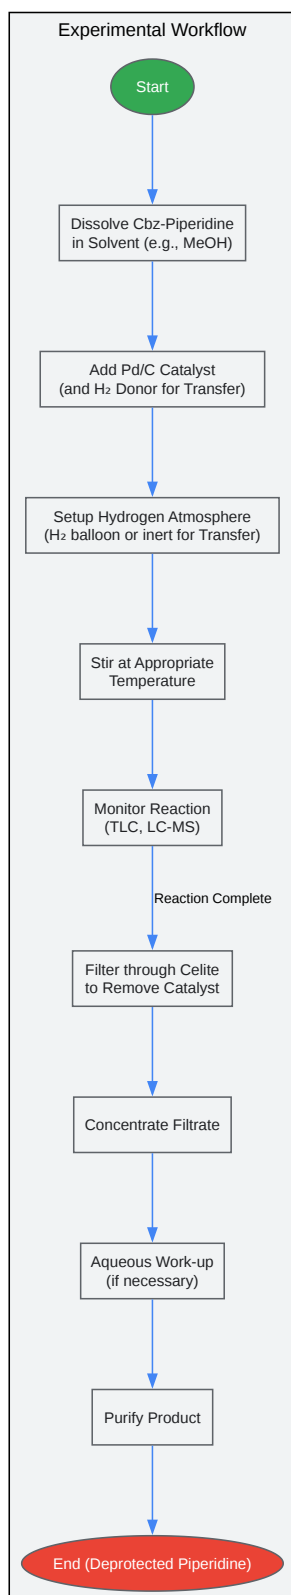 Experimental Workflow
Start
Dissolve Cbz-Piperidine
in Solvent (e.g., MeOH)
Add Pd/C Catalyst
(and H₂ Donor for Transfer)
Setup Hydrogen Atmosphere
(H₂ balloon or inert for Transfer)
Stir at Appropriate
Temperature
Monitor Reaction
(TLC, LC-MS)
Reaction Complete
Filter through Celite
to Remove Catalyst
Concentrate Filtrate
Aqueous Work-up
(if necessary)
Purify Product
End (Deprotected Piperidine)